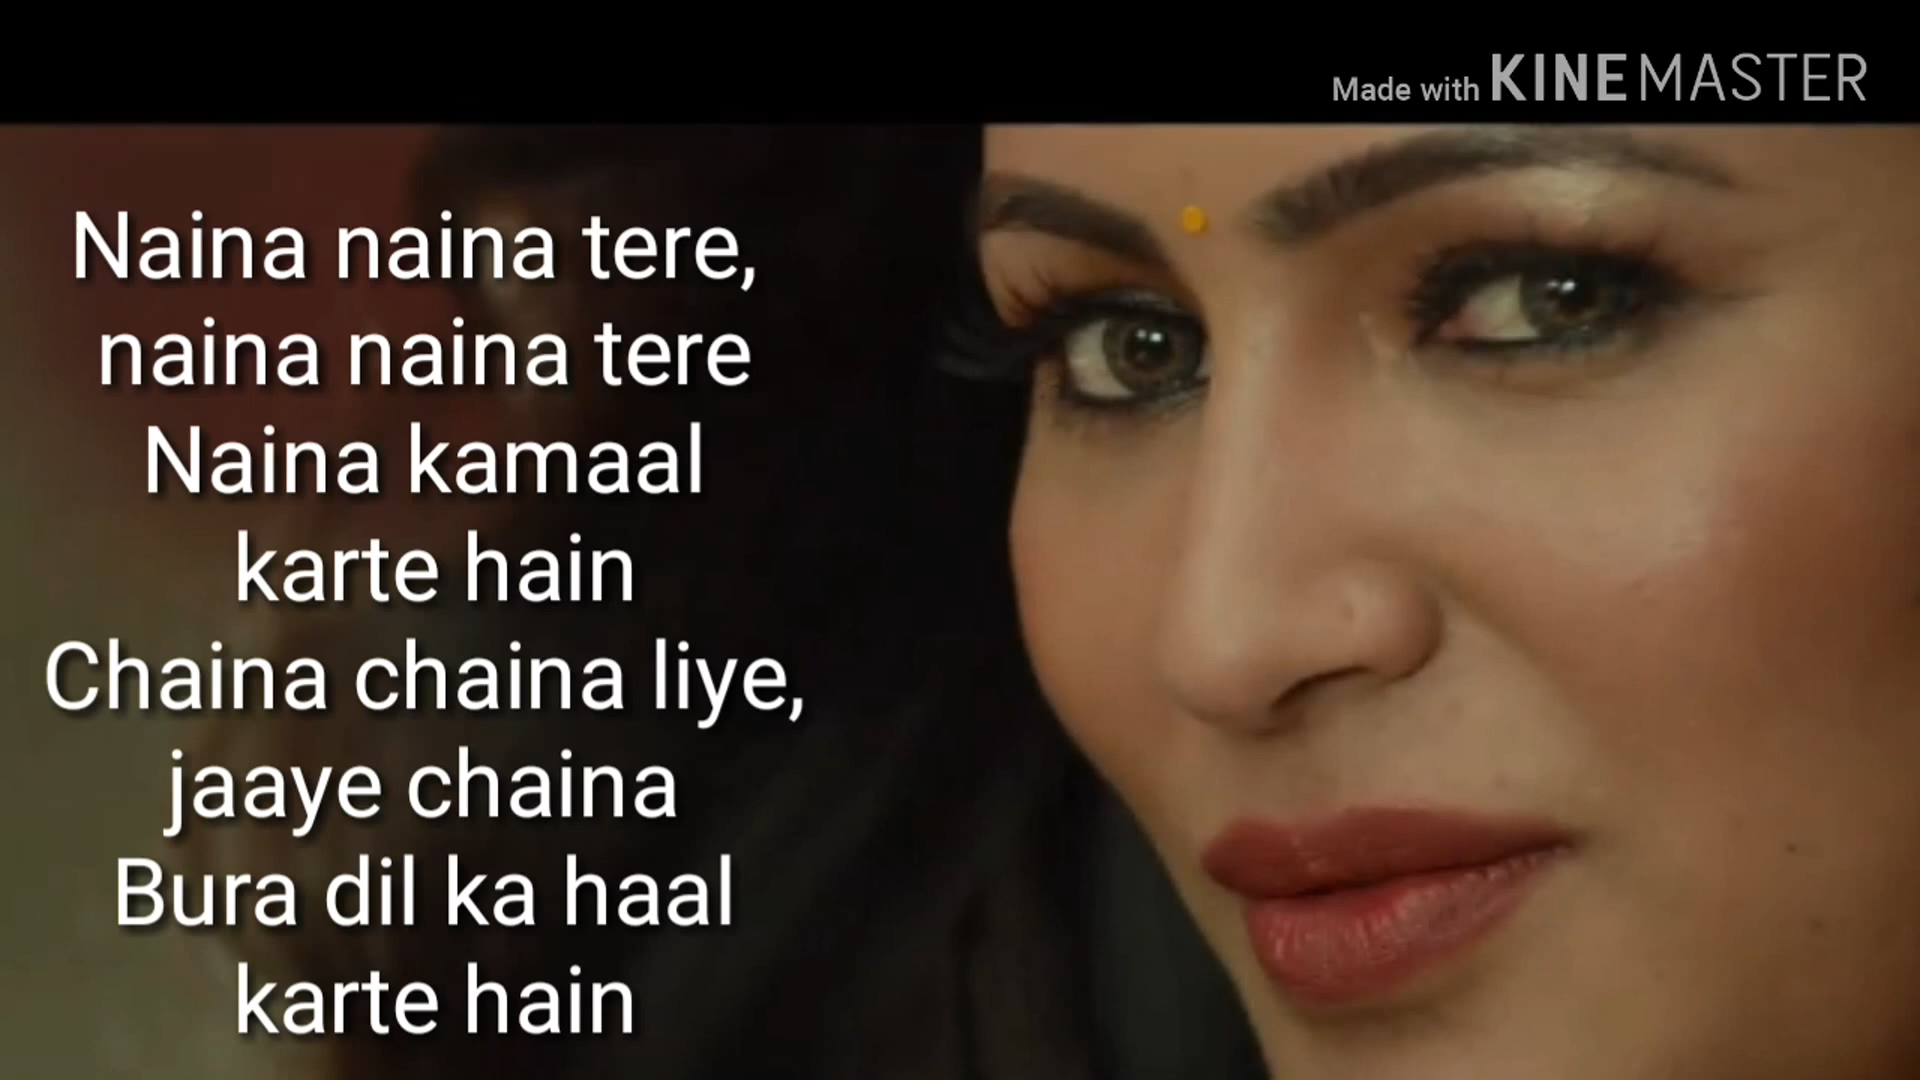 Made with KINEMASTER
Naina naina tere,
naina naina tere
Naina kamaal
karte hain
Chaina chaina liye,
jaaye chaina
Bura dil ka haal
karte hain